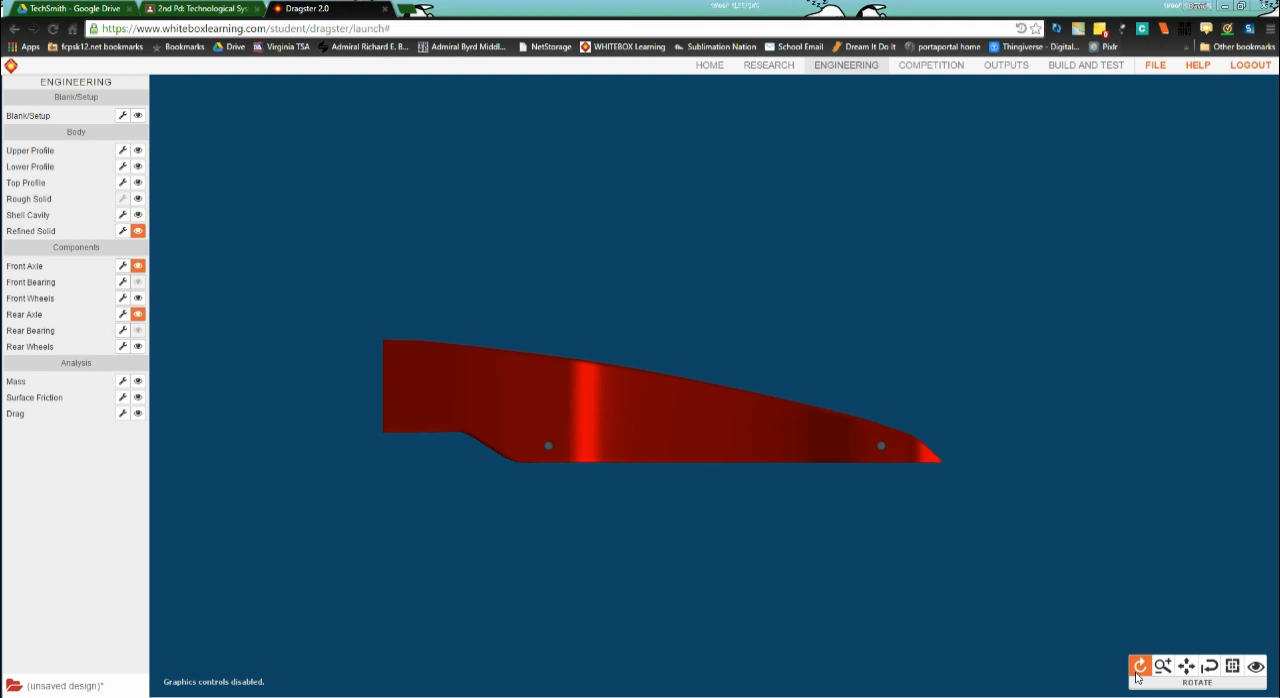 TechSmith - Google Drive
2nd Pd: Technological Sys
Dragster 2.0
https://www.whiteboxlearning.com/student/dragster/launch#
Apps
fcpsk12.net bookmarks
Bookmarks
Drive
Virginia TSA
Admiral Richard E. B...
Admiral Byrd Middl...
NetStorage
WHITEBOX Learning
Sublimation Nation
School Email
Dream It Do It
portaportal home
Thingiverse - Digital...
Pixlr
Other bookmarks
HOME
RESEARCH
ENGINEERING
COMPETITION
OUTPUTS
BUILD AND TEST
FILE
HELP
LOGOUT
ENGINEERING
Blank/Setup
Blank/Setup
Body
Upper Profile
Lower Profile
Top Profile
Rough Solid
Shell Cavity
Refined Solid
Components
Front Axle
Front Bearing
Front Wheels
Rear Axle
Rear Bearing
Rear Wheels
Analysis
Mass
Surface Friction
Drag
(unsaved design)*
Graphics controls disabled.
ROTATE